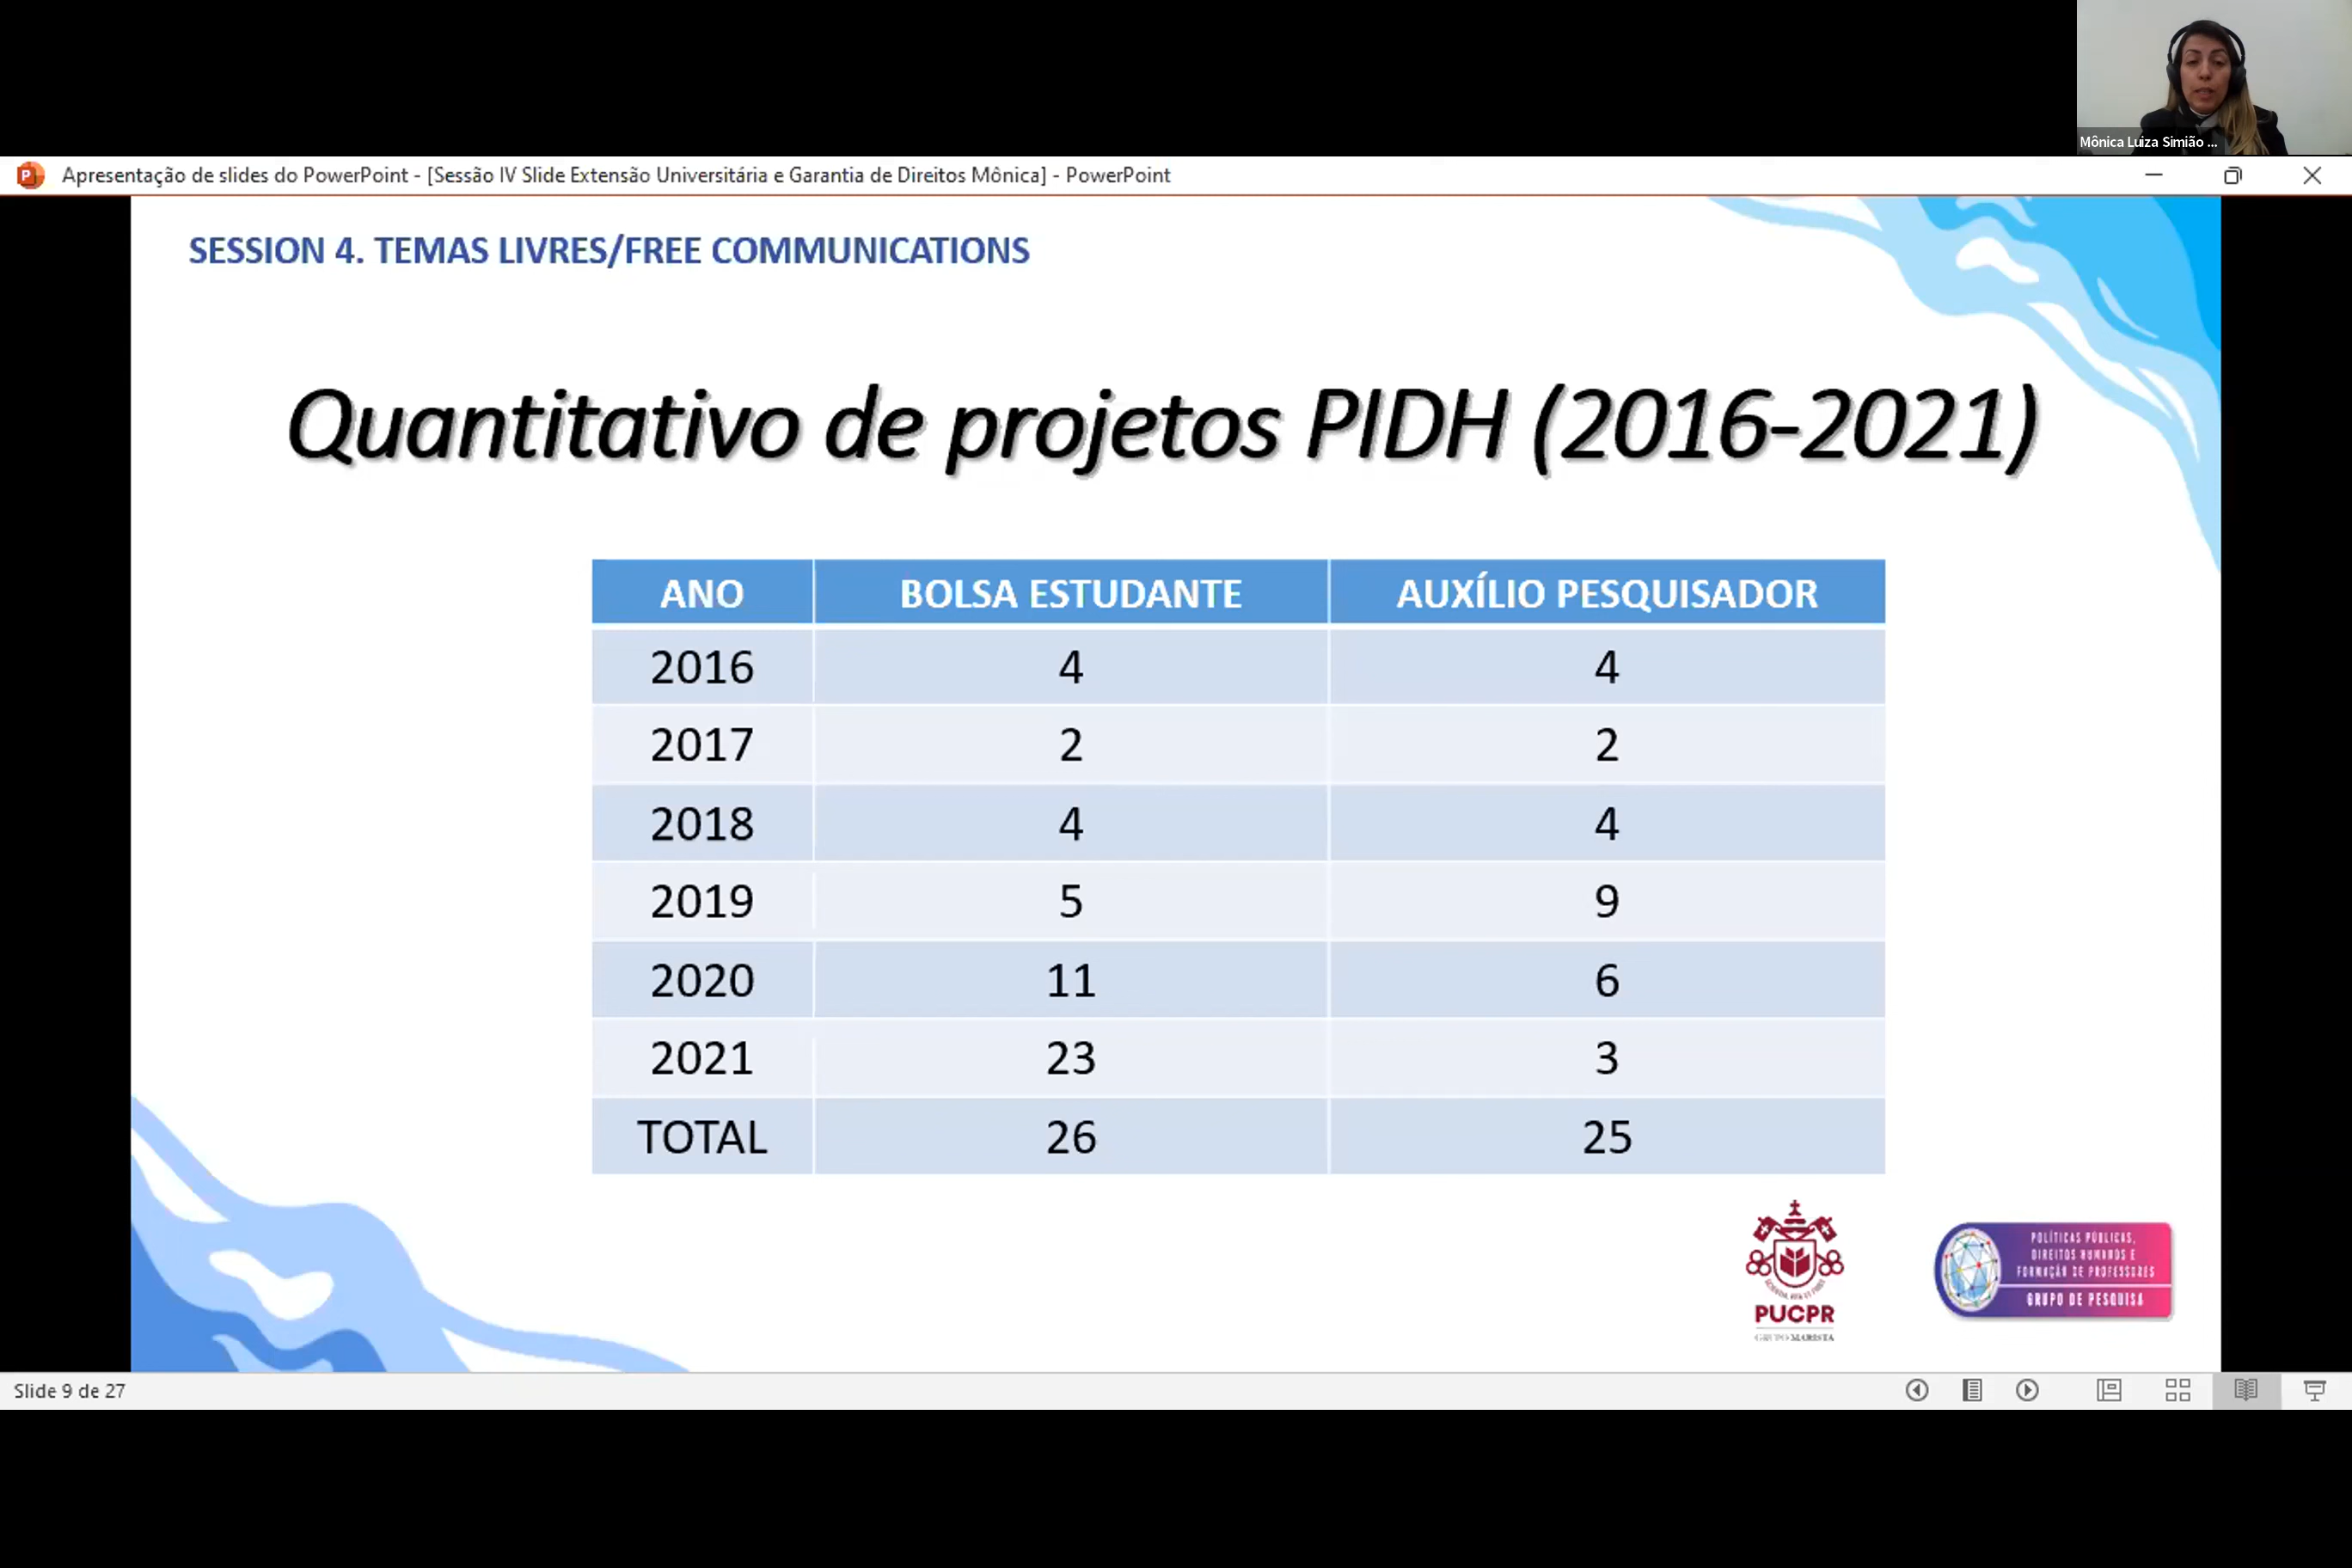 Mônica Luiza Simião ...
Apresentação de slides do PowerPoint - [Sessão IV Slide Extensão Universitária e Garantia de Direitos Mônica] - PowerPoint
SESSION 4. TEMAS LIVRES/FREE COMMUNICATIONS
Quantitativo de projetos PIDH (2016-2021)
ANO BOLSA ESTUDANTE AUXÍLIO PESQUISADOR
2016 4 4
2017 2 2
2018 4 4
2019 5 9
2020 11 6
2021 23 3
TOTAL 26 25
PUCPR
GRUPO MARISTA
POLÍTICAS PÚBLICAS,
DIREITOS HUMANOS E
FORMAÇÃO DE PROFESSORES
GRUPO DE PESQUISA
Slide 9 de 27